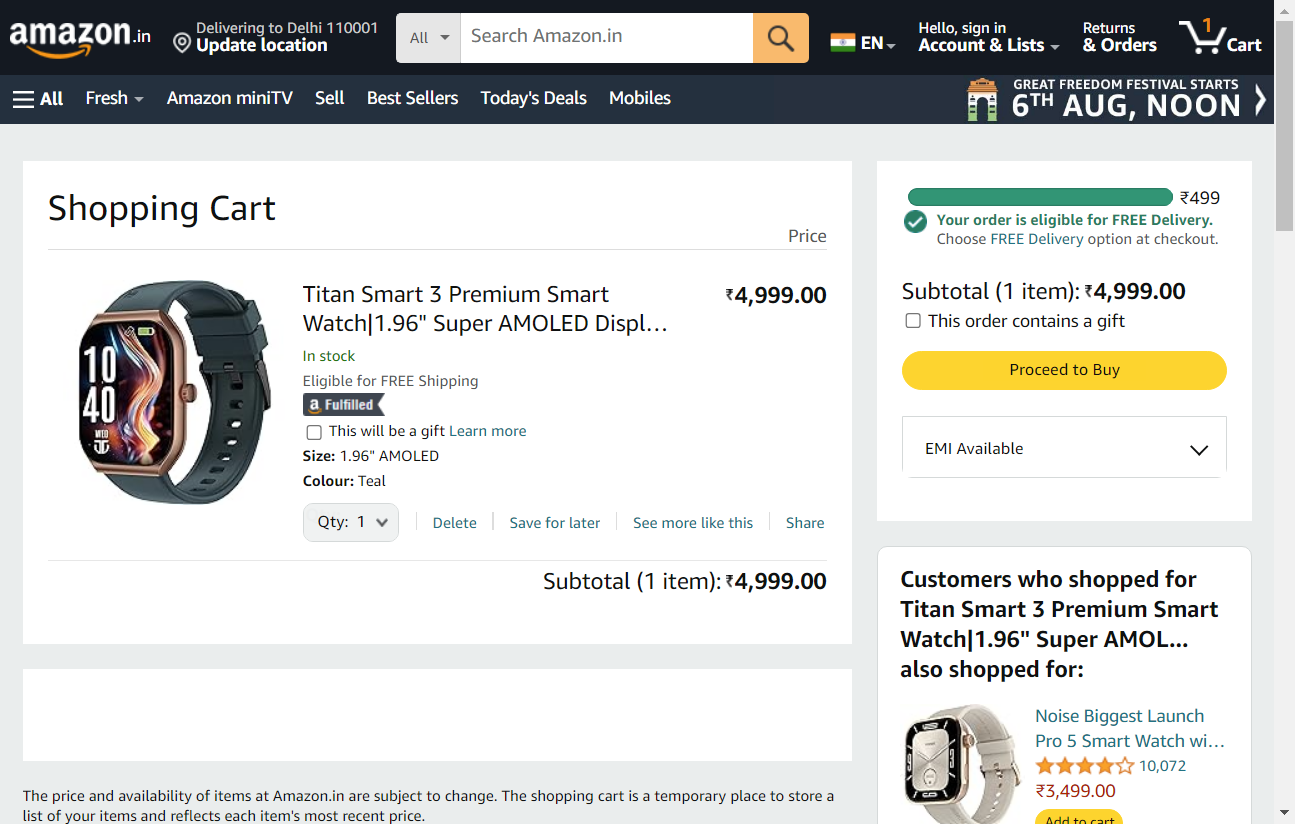 amazon.in
Delivering to Delhi 110001
Update location
All
Search Amazon.in
EN
Hello, sign in
Account & Lists
Returns
& Orders
1
Cart
All
Fresh
Amazon miniTV
Sell
Best Sellers
Today's Deals
Mobiles
GREAT FREEDOM FESTIVAL STARTS
6TH AUG, NOON
Shopping Cart
Price
10
40
WED
Titan Smart 3 Premium Smart
Watch|1.96" Super AMOLED Displ…
₹4,999.00
In stock
Eligible for FREE Shipping
a Fulfilled
This will be a gift Learn more
Size: 1.96" AMOLED
Colour: Teal
Qty: 1
Delete
Save for later
See more like this
Share
Subtotal (1 item): ₹4,999.00
₹499
Your order is eligible for FREE Delivery.
Choose FREE Delivery option at checkout.
Subtotal (1 item): ₹4,999.00
This order contains a gift
Proceed to Buy
EMI Available
Customers who shopped for
Titan Smart 3 Premium Smart
Watch|1.96" Super AMOL…
also shopped for:
Noise Biggest Launch
Pro 5 Smart Watch wi…
10,072
₹3,499.00
Add to cart
The price and availability of items at Amazon.in are subject to change. The shopping cart is a temporary place to store a
list of your items and reflects each item's most recent price.